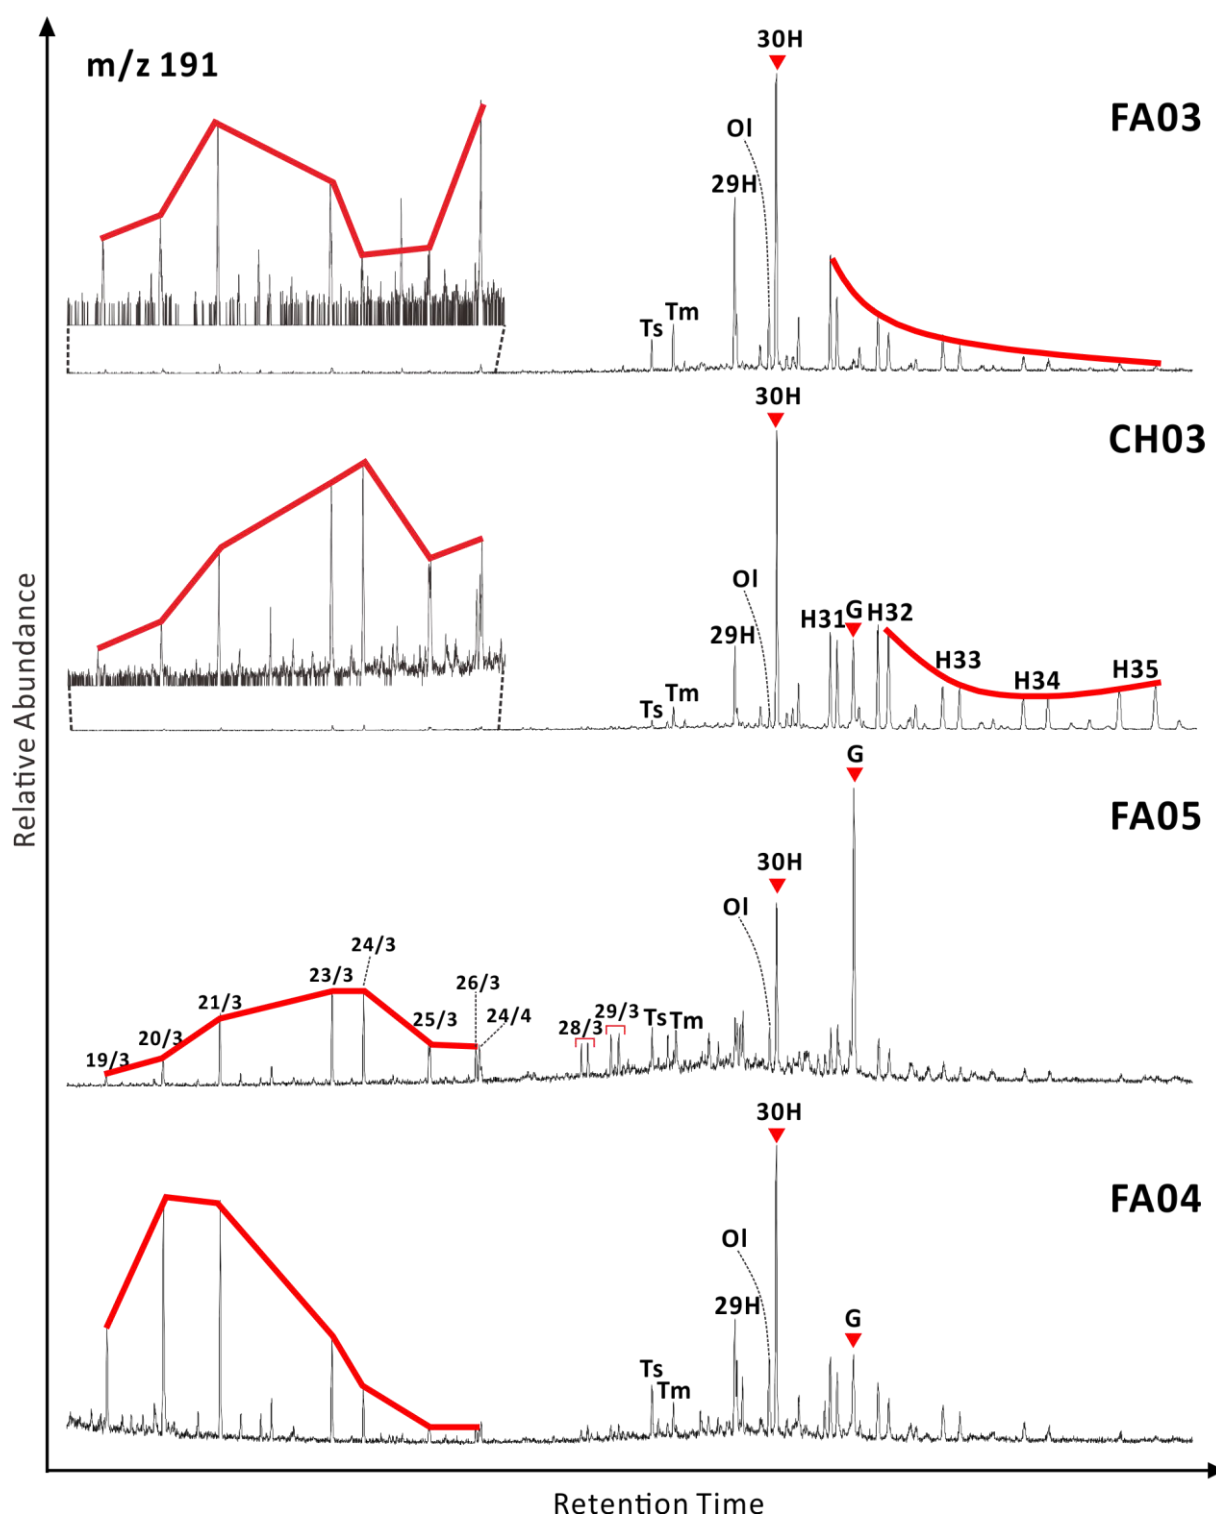 m/z 191
30H
FA03
Ol
29H
Ts
Tm
30H
CH03
Ol
29H
H31
G
H32
Ts
Tm
H33
H34
H35
G
FA05
30H
Ol
19/3
20/3
21/3
23/3
24/3
25/3
26/3
24/4
28/3
29/3
Ts
Tm
30H
FA04
Ol
29H
G
Ts
Tm
Relative Abundance
Retention Time